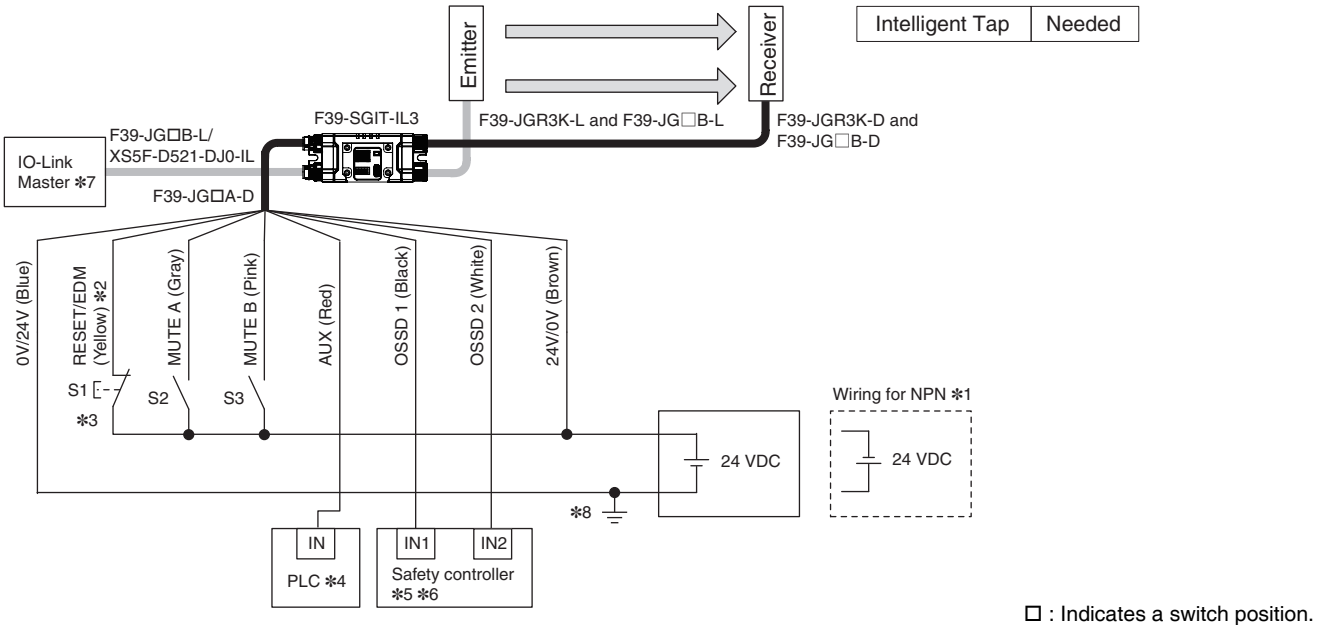 Intelligent Tap Needed
Emitter
Receiver
F39-SGIT-IL3
F39-JGR3K-L and F39-JG□B-L
F39-JGR3K-D and
F39-JG□B-D
F39-JG□B-L/
XS5F-D521-DJ0-IL
IO-Link
Master *7
F39-JG□A-D
0V/24V (Blue)
RESET/EDM
(Yellow) *2
MUTE A (Gray)
MUTE B (Pink)
AUX (Red)
OSSD 1 (Black)
OSSD 2 (White)
24V/0V (Brown)
S1
*3
S2
S3
24 VDC
Wiring for NPN *1
24 VDC
*8
IN
PLC *4
IN1
IN2
Safety controller
*5 *6
□ : Indicates a switch position.